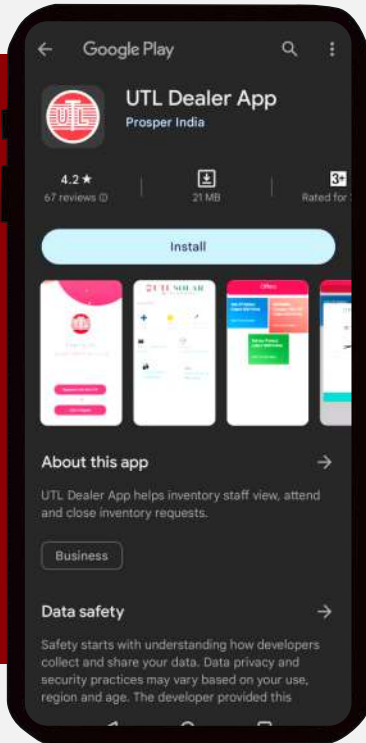 Google Play
UTL
UTL Dealer App
Prosper India
4.2 ★
67 reviews
21 MB
3+
Rated for
Install
UTL SOLAR
Offers
About this app
UTL Dealer App helps inventory staff view, attend
and close inventory requests.
Business
Data safety
Safety starts with understanding how developers
collect and share your data. Data privacy and
security practices may vary based on your use,
region and age. The developer provided this